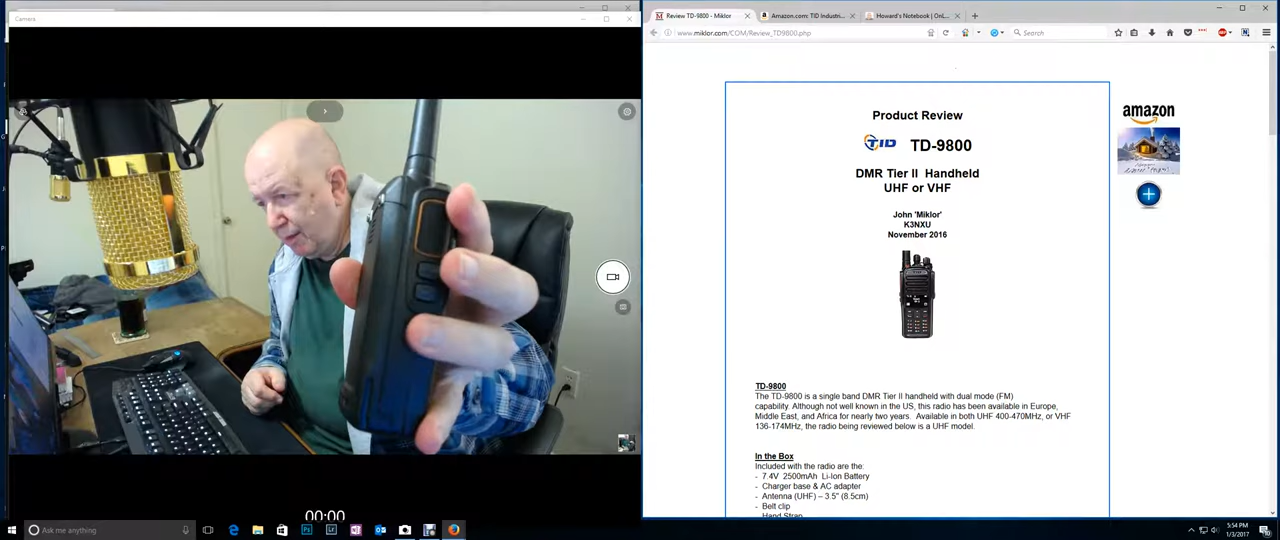 Camera
00:00
Review TD-9800 - Miklor
Amazon.com: TID Industri...
Howard's Notebook | OnL...
www.miklor.com/COM/Review_TD9800.php
Search
Product Review
TID TD-9800
DMR Tier II Handheld
UHF or VHF
John 'Miklor'
K3NXU
November 2016
amazon
TD-9800
The TD-9800 is a single band DMR Tier II handheld with dual mode (FM)
capability. Although not well known in the US, this radio has been available in Europe,
Middle East, and Africa for nearly two years. Available in both UHF 400-470MHz, or VHF
136-174MHz, the radio being reviewed below is a UHF model.
In the Box
Included with the radio are the:
- 7.4V 2500mAh Li-Ion Battery
- Charger base & AC adapter
- Antenna (UHF) – 3.5" (8.5cm)
- Belt clip
- Hand Strap
Ask me anything
5:54 PM
1/3/2017